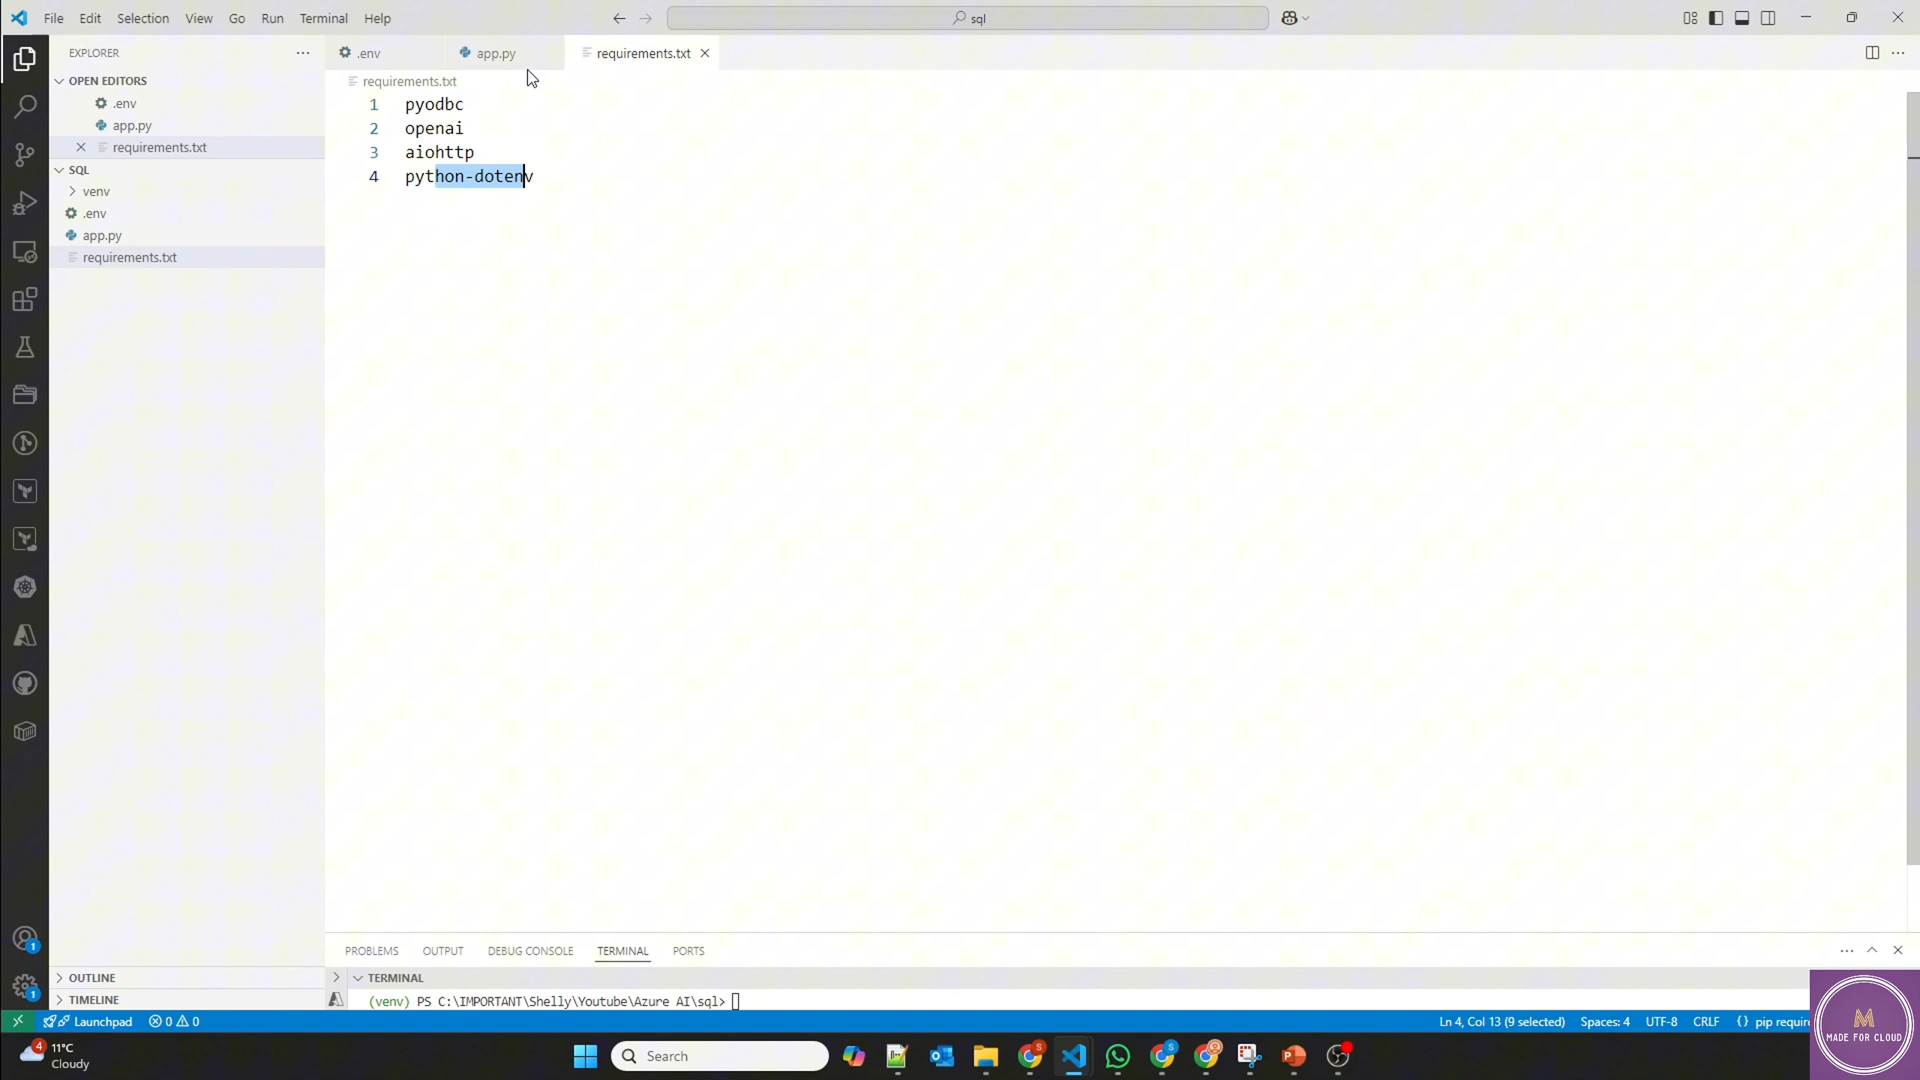 File Edit Selection View Go Run Terminal Help
sql
EXPLORER
.env
app.py
requirements.txt
OPEN EDITORS
.env
app.py
requirements.txt
SQL
venv
.env
app.py
requirements.txt
requirements.txt
1 pyodbc
2 openai
3 aiohttp
4 python-dotenv
PROBLEMS OUTPUT DEBUG CONSOLE TERMINAL PORTS
TERMINAL
(venv) PS C:\IMPORTANT\Shelly\Youtube\Azure AI\sql>
OUTLINE
TIMELINE
1
1
Launchpad 0 0
Ln 4, Col 13 (9 selected) Spaces: 4 UTF-8 CRLF {} pip require
4
11°C
Cloudy
Search
S
S
M
MADE FOR CLOUD